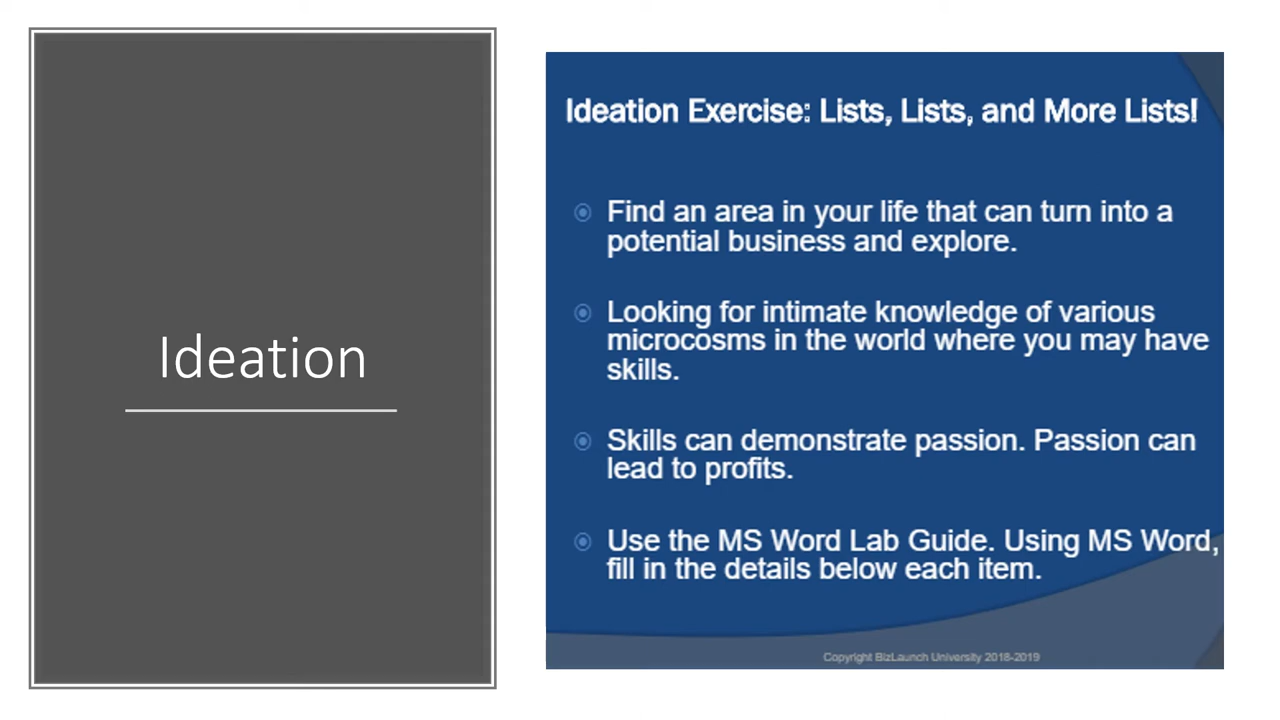 Ideation
Ideation Exercise: Lists, Lists, and More Lists!
Find an area in your life that can turn into a
potential business and explore.
Looking for intimate knowledge of various
microcosms in the world where you may have
skills.
Skills can demonstrate passion. Passion can
lead to profits.
Use the MS Word Lab Guide. Using MS Word,
fill in the details below each item.
Copyright BizLaunch University 2018-2019